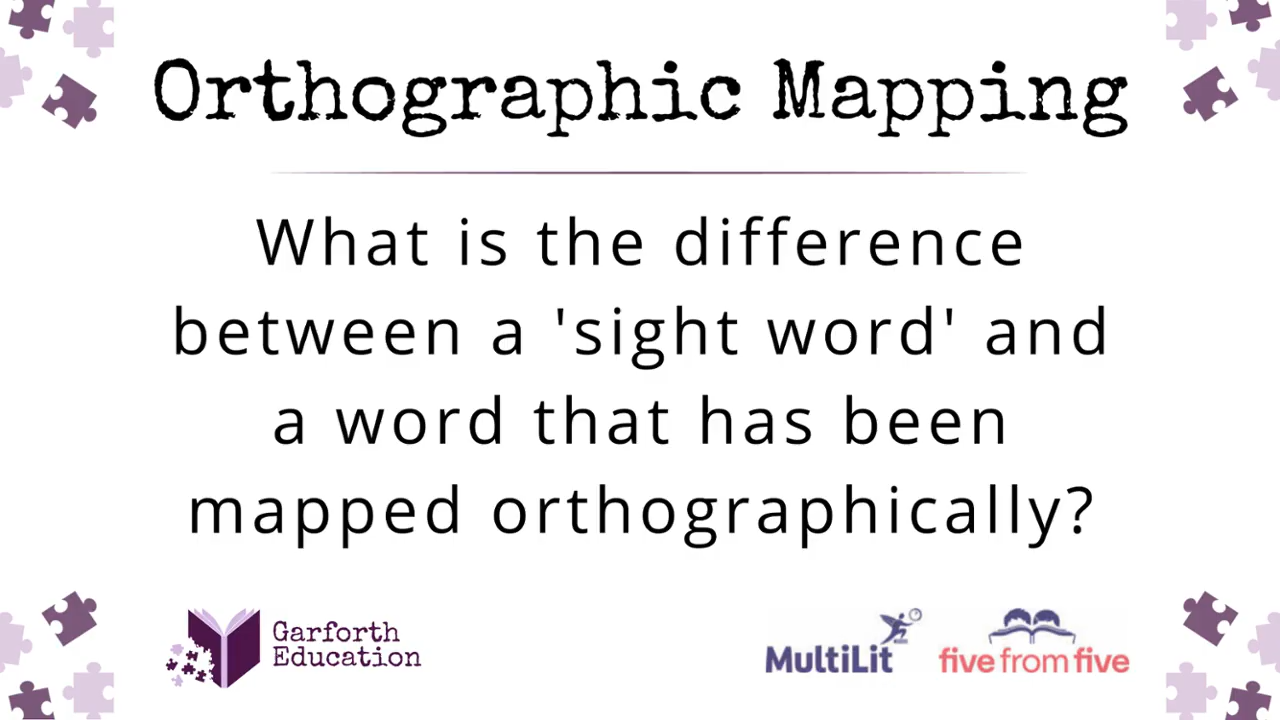 Orthographic Mapping
What is the difference
between a 'sight word' and
a word that has been
mapped orthographically?
Garforth
Education
MultiLit
five from five